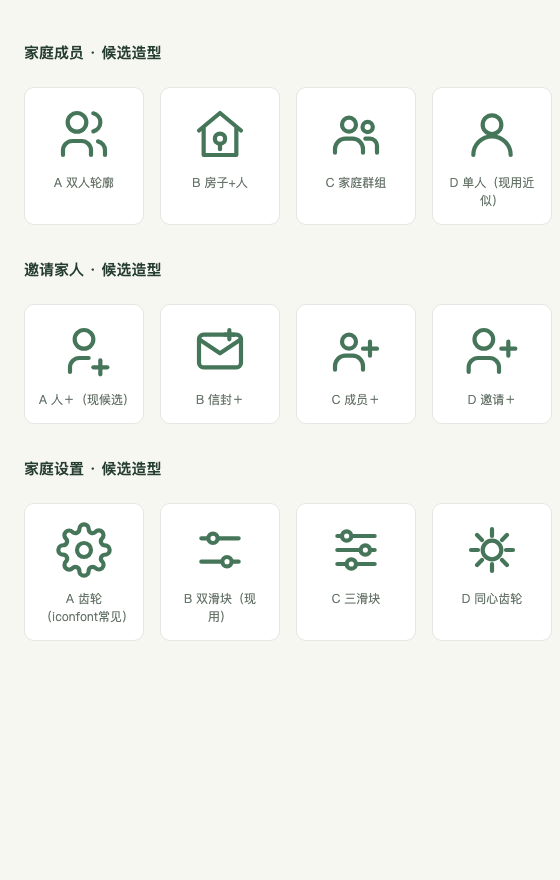 家庭成员 · 候选造型
A 双人轮廓
B 房子+人
C 家庭群组
D 单人（现用近
似）
邀请家人 · 候选造型
A 人＋（现候选）
B 信封＋
C 成员＋
D 邀请＋
家庭设置 · 候选造型
A 齿轮
（iconfont常见）
B 双滑块（现
用）
C 三滑块
D 同心齿轮